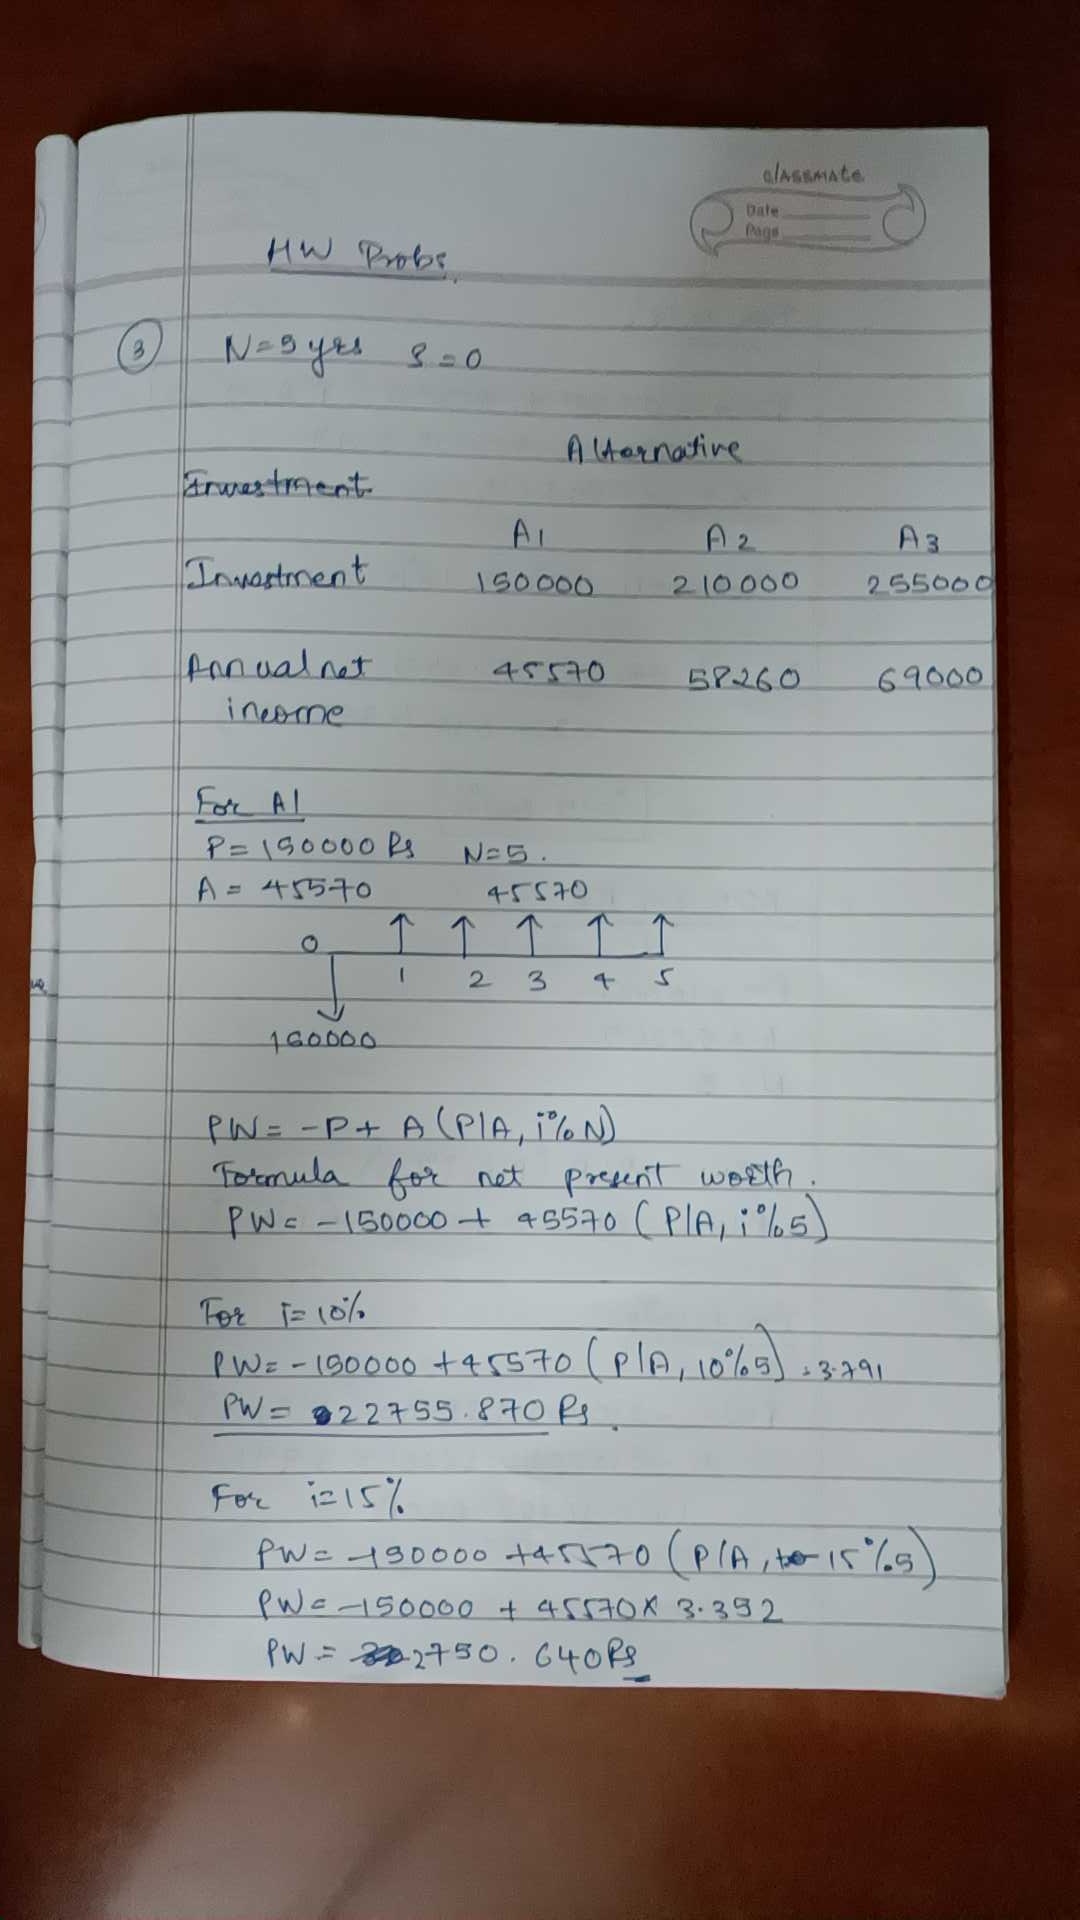 classmate
Date
Page
HW Probs.
3 N=5 yrs S=0
Alternative
Investment
A1 A2 A3
Investment 150000 210000 255000
Annual net 45570 58260 69000
income
For A1
P=150000 Rs N=5.
A = 45570 45570
0
1 2 3 4 5
150000
PW= -P+ A(P/A, i%N)
Formula for net present worth.
PW= -150000 + 45570 (P/A, i%5)
For i=10%
PW= -150000 +45570 (P/A, 10%5) =3.791
PW= 22755.870 Rs.
For i=15%
PW= -150000 +45570 (P/A, 15%5)
PW= -150000 + 45570 X 3.352
PW= 2750.640Rs